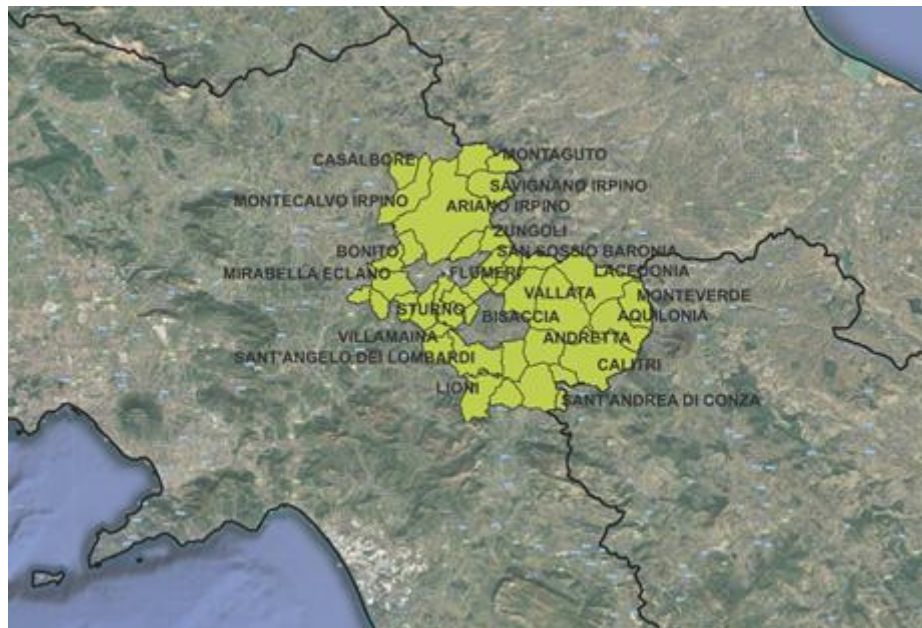 CASALBORE
MONTAGUTO
SAVIGNANO IRPINO
MONTECALVO IRPINO
ARIANO IRPINO
ZUNGOLI
BONITO
SAN SOSSIO BARONIA
MIRABELLA ECLANO
FLUMERI
LACEDONIA
VALLATA
MONTEVERDE
STURNO
BISACCIA
AQUILONIA
VILLAMAINA
ANDRETTA
SANT'ANGELO DEI LOMBARDI
CALITRI
LIONI
SANT'ANDREA DI CONZA